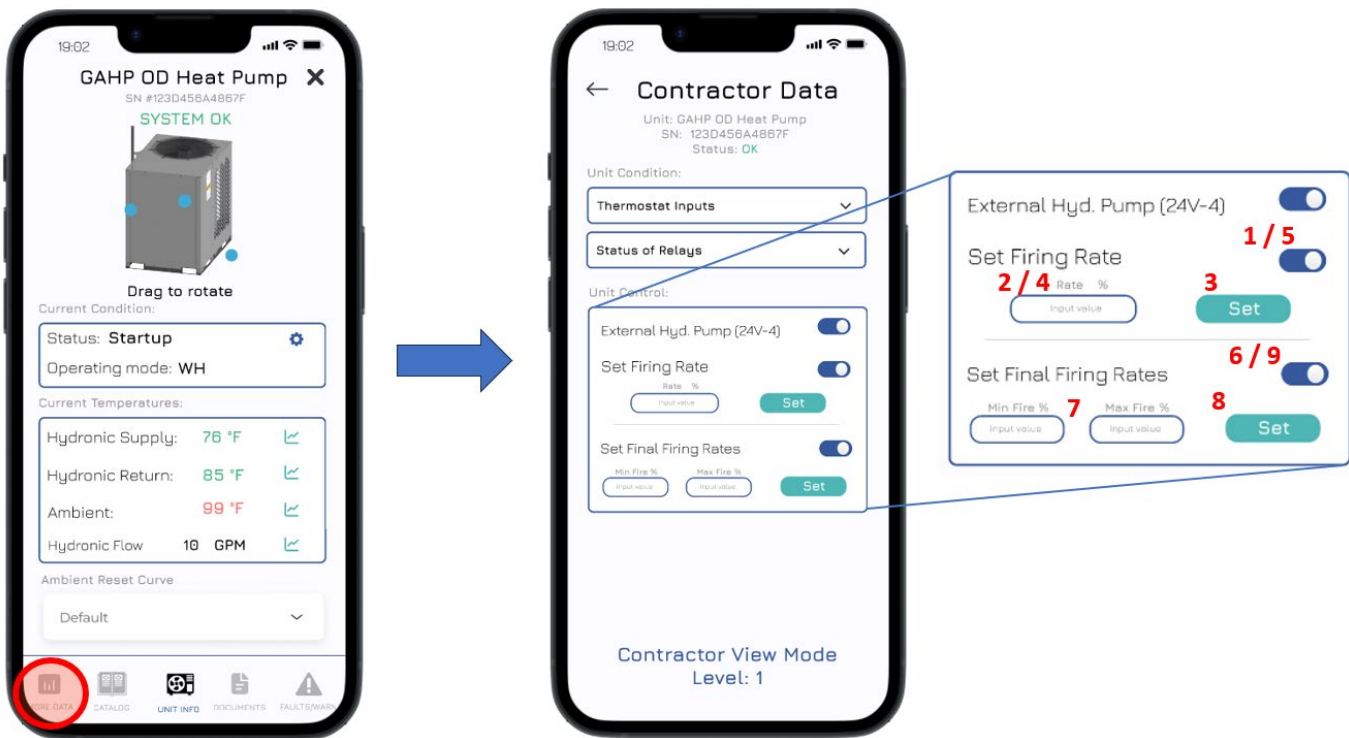 19:02
GAHP OD Heat Pump X
SN #123D456A4867F
SYSTEM OK
Drag to rotate
Current Condition:
Status: Startup
Operating mode: WH
Current Temperatures:
Hydronic Supply: 76 °F
Hydronic Return: 85 °F
Ambient: 99 °F
Hydronic Flow 10 GPM
Ambient Reset Curve
Default
MORE DATA CATALOG UNIT INFO DOCUMENTS FAULTS/WARN
19:02
← Contractor Data
Unit: GAHP OD Heat Pump
SN: 123D456A4867F
Status: OK
Unit Condition:
Thermostat Inputs
Status of Relays
Unit Control:
External Hyd. Pump (24V-4)
Set Firing Rate
Rate %
Input value Set
Set Final Firing Rates
Min Fire % Max Fire %
Input value Input value Set
Contractor View Mode
Level: 1
External Hyd. Pump (24V-4)
1 / 5
Set Firing Rate
2 / 4 Rate % 3
Input value Set
6 / 9
Set Final Firing Rates
Min Fire % 7 Max Fire % 8
Input value Input value Set